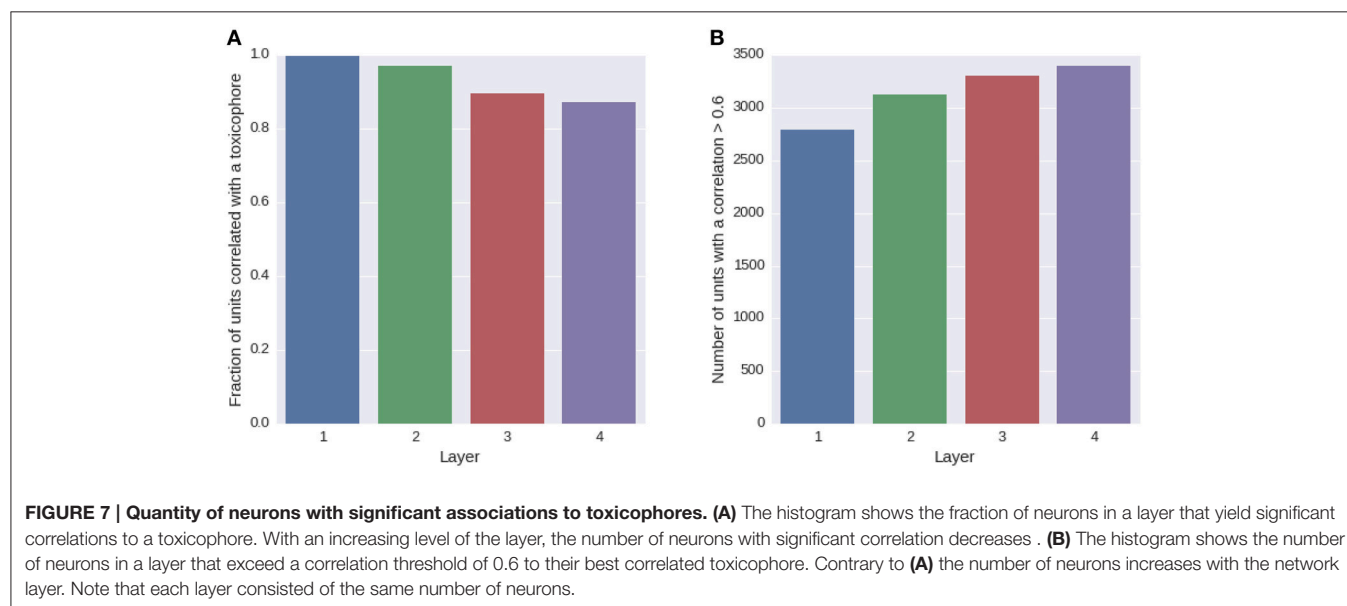 A
Fraction of units correlated with a toxicophore
1.0
0.8
0.6
0.4
0.2
0.0
1 2 3 4
Layer
B
Number of units with a correlation > 0.6
3500
3000
2500
2000
1500
1000
500
0
1 2 3 4
Layer
FIGURE 7 | Quantity of neurons with significant associations to toxicophores. (A) The histogram shows the fraction of neurons in a layer that yield significant
correlations to a toxicophore. With an increasing level of the layer, the number of neurons with significant correlation decreases . (B) The histogram shows the number
of neurons in a layer that exceed a correlation threshold of 0.6 to their best correlated toxicophore. Contrary to (A) the number of neurons increases with the network
layer. Note that each layer consisted of the same number of neurons.